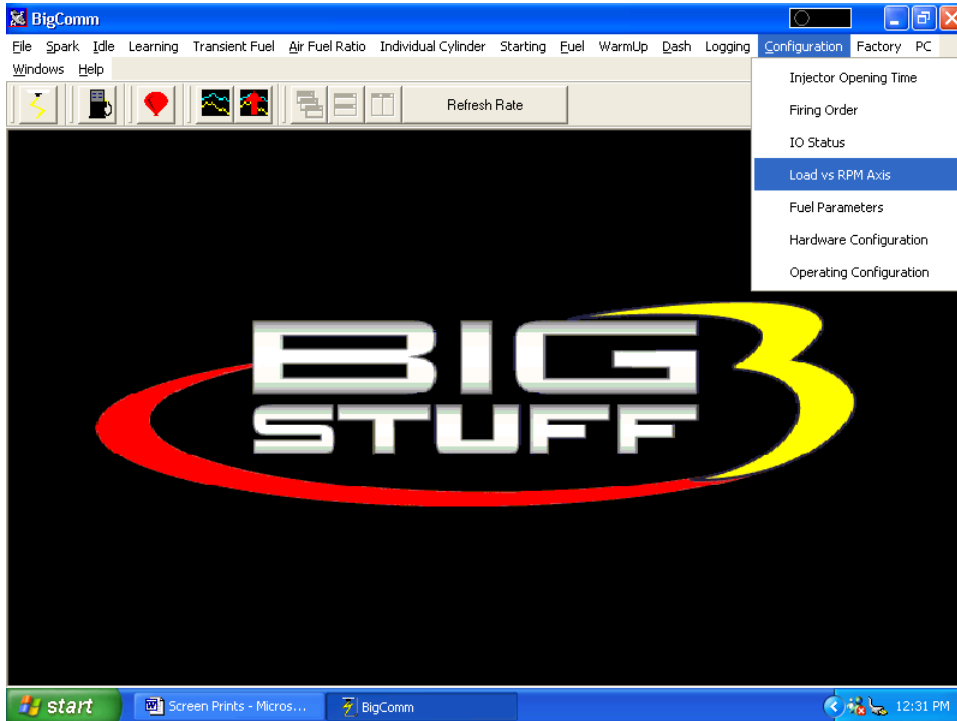 BigComm
File Spark Idle Learning Transient Fuel Air Fuel Ratio Individual Cylinder Starting Fuel WarmUp Dash Logging Configuration Factory PC
Windows Help
Refresh Rate
Injector Opening Time
Firing Order
IO Status
Load vs RPM Axis
Fuel Parameters
Hardware Configuration
Operating Configuration
BIG
STUFF
3
start Screen Prints - Micros... BigComm 12:31 PM